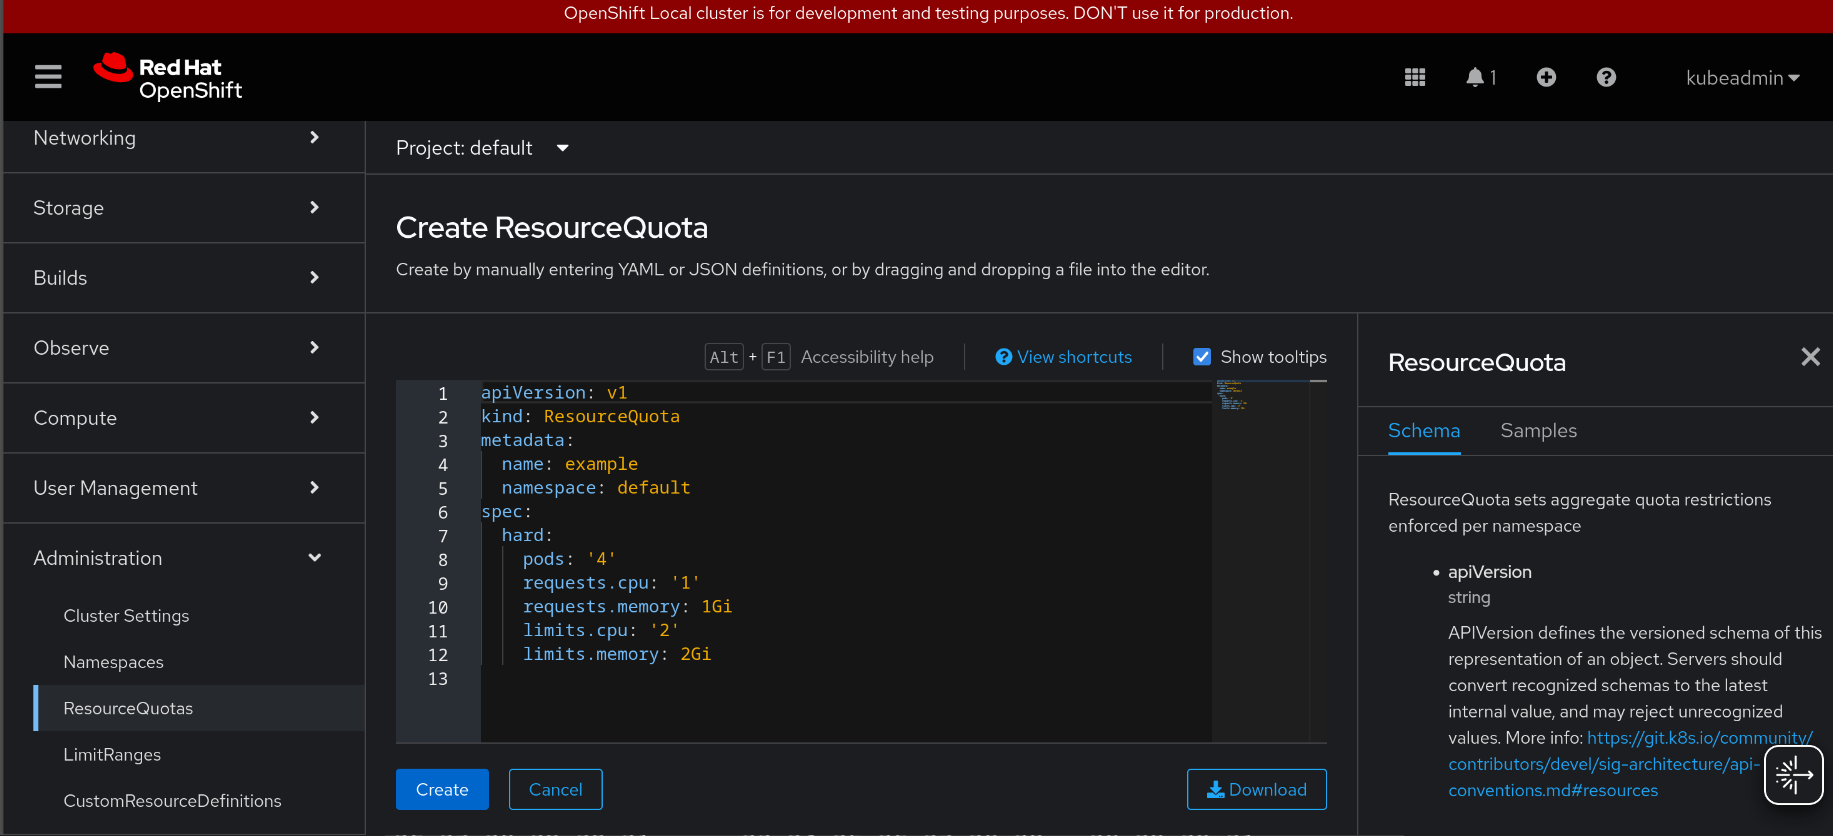 OpenShift Local cluster is for development and testing purposes. DON'T use it for production.
Red Hat
OpenShift
1
kubeadmin
Networking
Storage
Builds
Observe
Compute
User Management
Administration
Cluster Settings
Namespaces
ResourceQuotas
LimitRanges
CustomResourceDefinitions
Project: default
Create ResourceQuota
Create by manually entering YAML or JSON definitions, or by dragging and dropping a file into the editor.
Alt + F1 Accessibility help
View shortcuts
Show tooltips
1 apiVersion: v1
2 kind: ResourceQuota
3 metadata:
4 name: example
5 namespace: default
6 spec:
7 hard:
8 pods: '4'
9 requests.cpu: '1'
10 requests.memory: 1Gi
11 limits.cpu: '2'
12 limits.memory: 2Gi
13
Create
Cancel
Download
ResourceQuota
Schema
Samples
ResourceQuota sets aggregate quota restrictions
enforced per namespace
• apiVersion
string
APIVersion defines the versioned schema of this
representation of an object. Servers should
convert recognized schemas to the latest
internal value, and may reject unrecognized
values. More info: https://git.k8s.io/community/
contributors/devel/sig-architecture/api-
conventions.md#resources